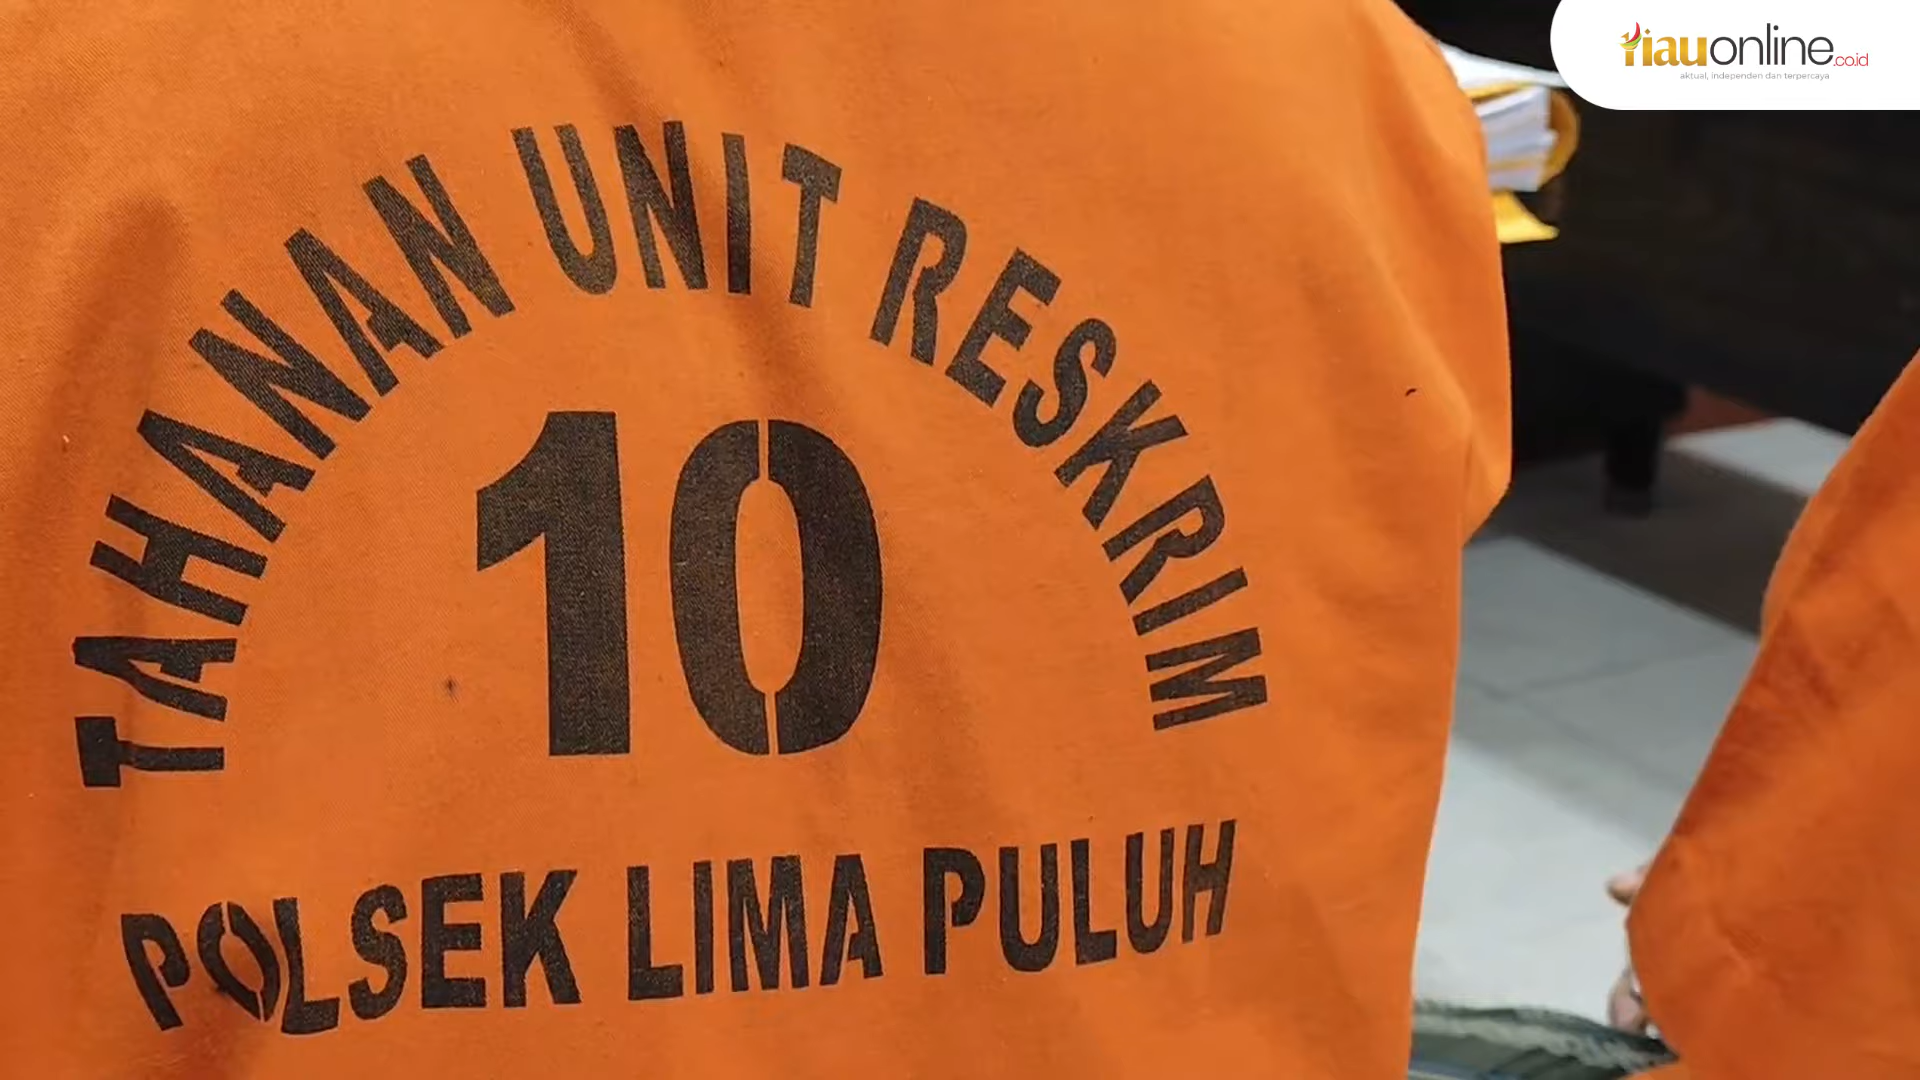 riauonline.co.id
aktual, independen dan terpercaya
TAHANAN UNIT RESKRIM
10
POLSEK LIMA PULUH